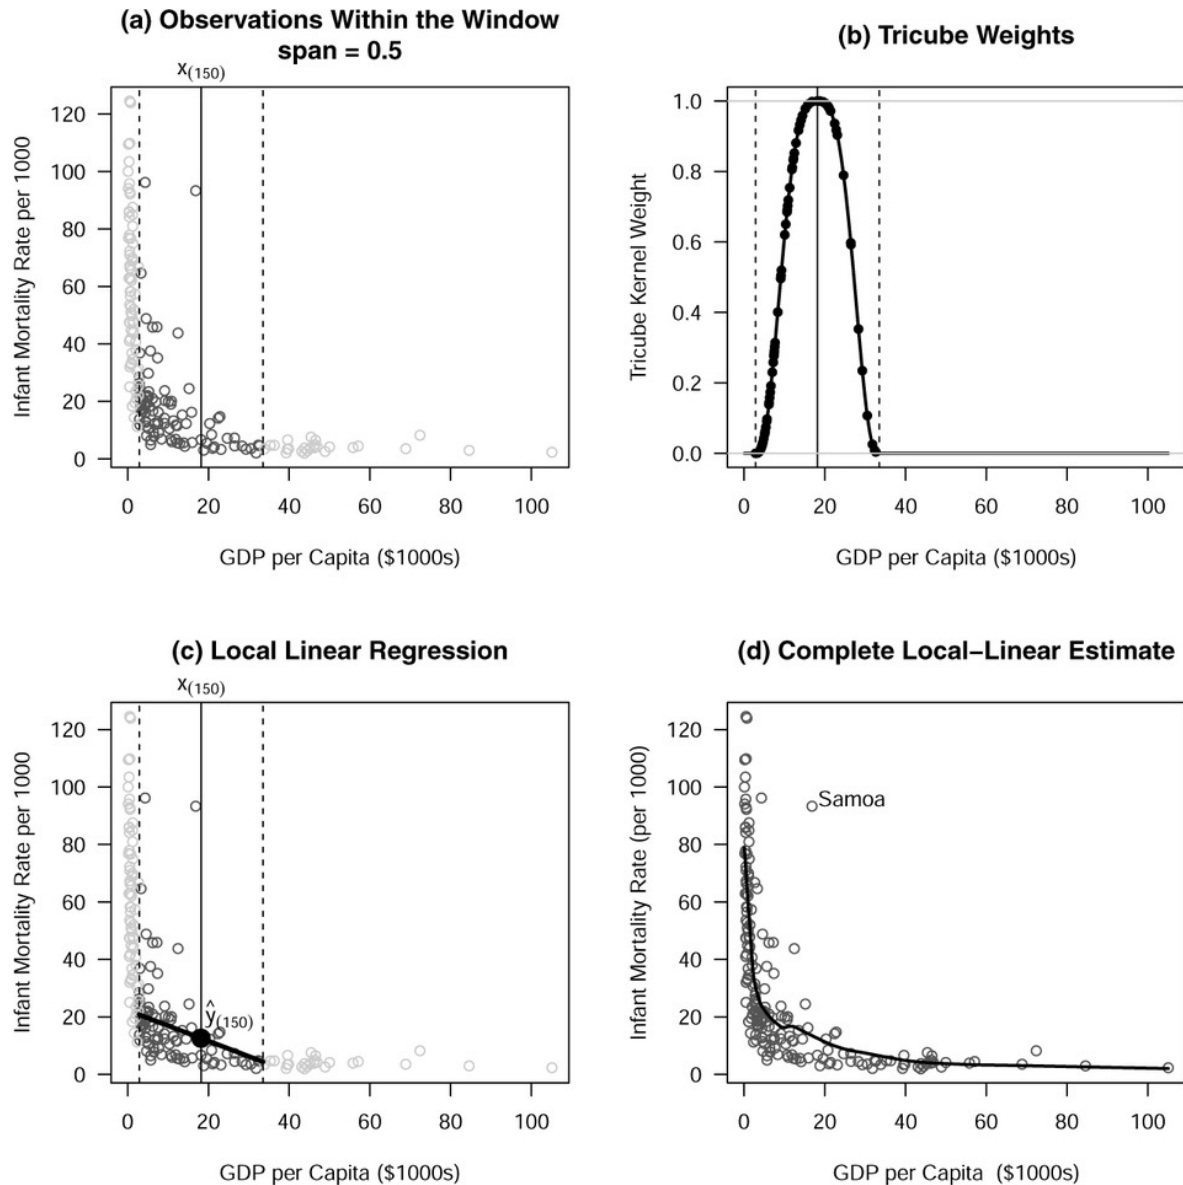 (a) Observations Within the Window
span = 0.5
x(150)
Infant Mortality Rate per 1000
120
100
80
60
40
20
0
0 20 40 60 80 100
GDP per Capita ($1000s)
(b) Tricube Weights
Tricube Kernel Weight
1.0
0.8
0.6
0.4
0.2
0.0
0 20 40 60 80 100
GDP per Capita ($1000s)
(c) Local Linear Regression
x(150)
Infant Mortality Rate per 1000
120
100
80
60
40
20
0
ŷ(150)
0 20 40 60 80 100
GDP per Capita ($1000s)
(d) Complete Local–Linear Estimate
Infant Mortality Rate (per 1000)
120
100
80
60
40
20
0
Samoa
0 20 40 60 80 100
GDP per Capita ($1000s)